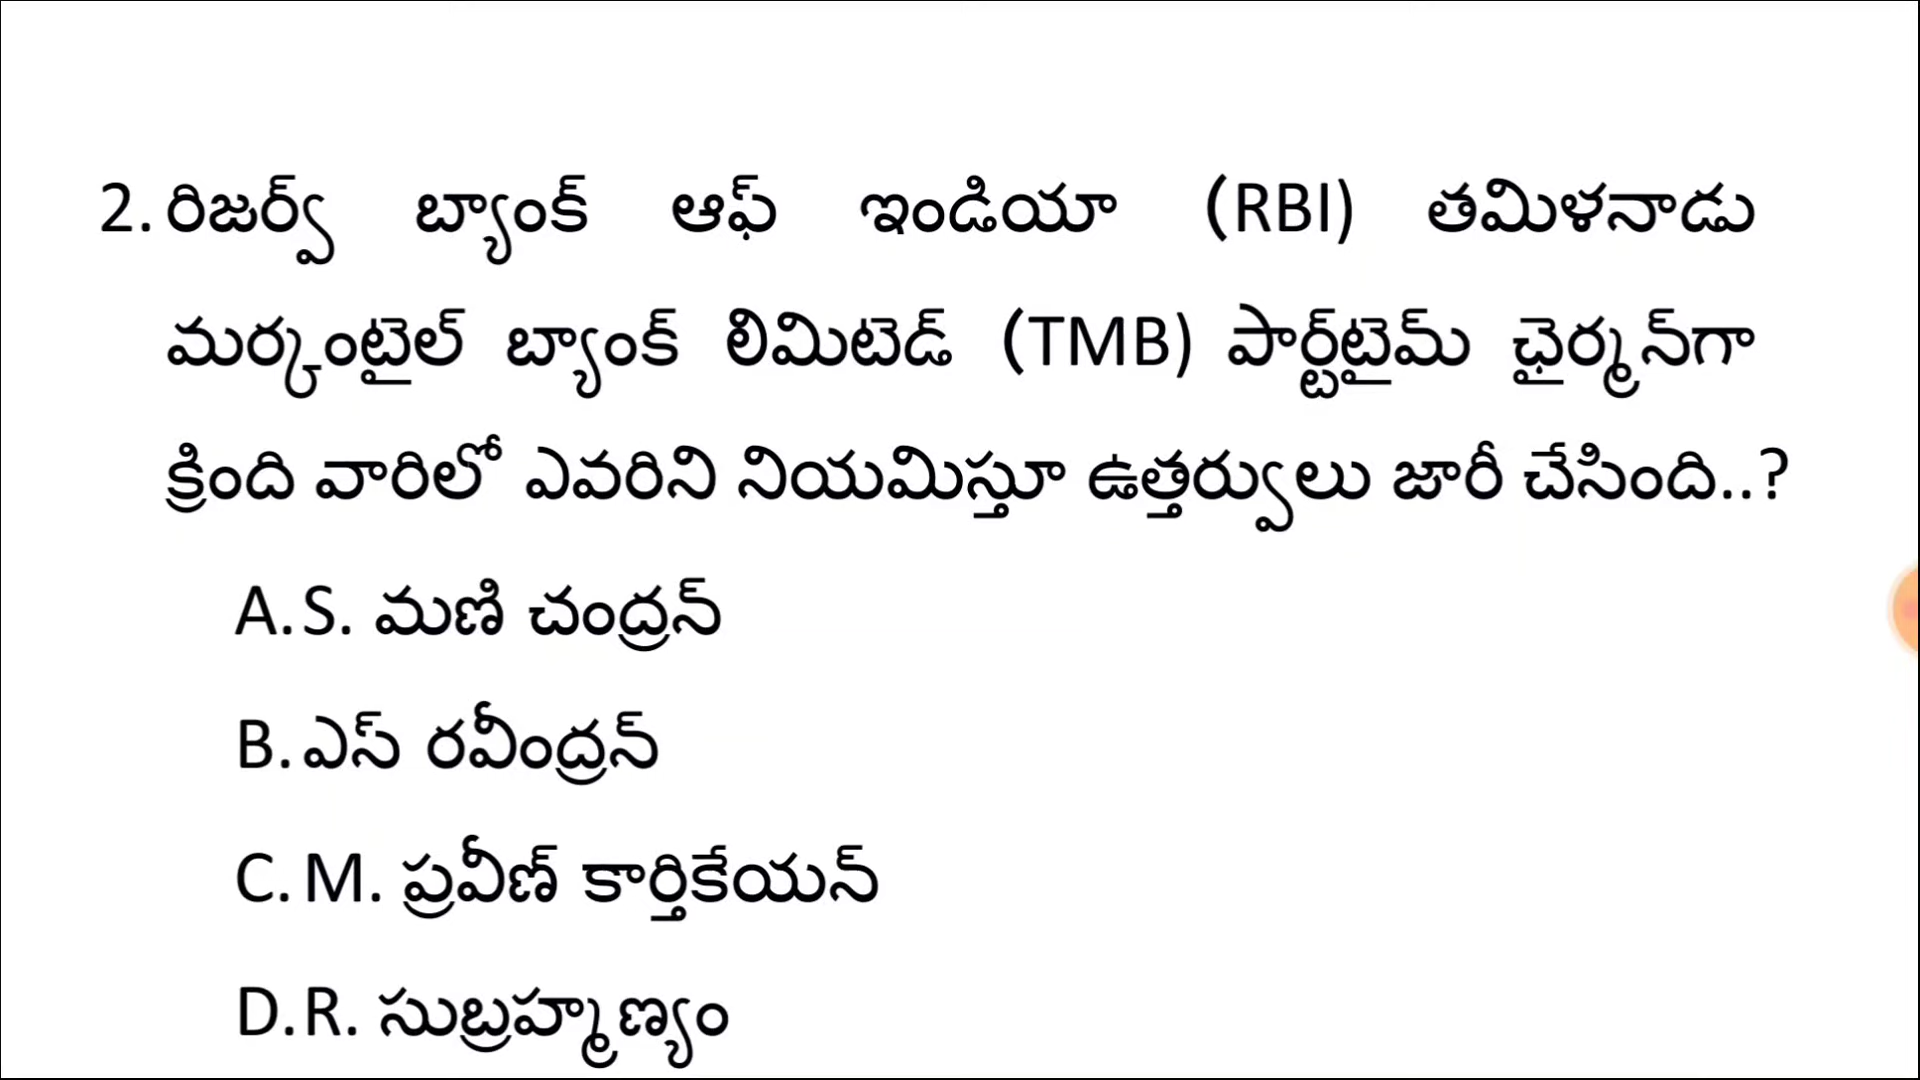 2. రిజర్వ్ బ్యాంక్ ఆఫ్ ఇండియా (RBI) తమిళనాడు
మర్కంటైల్ బ్యాంక్ లిమిటెడ్ (TMB) పార్ట్‌టైమ్ ఛైర్మన్‌గా
క్రింది వారిలో ఎవరిని నియమిస్తూ ఉత్తర్వులు జారీ చేసింది..?
A. S. మణి చంద్రన్
B. ఎస్ రవీంద్రన్
C. M. ప్రవీణ్ కార్తికేయన్
D. R. సుబ్రహ్మణ్యం